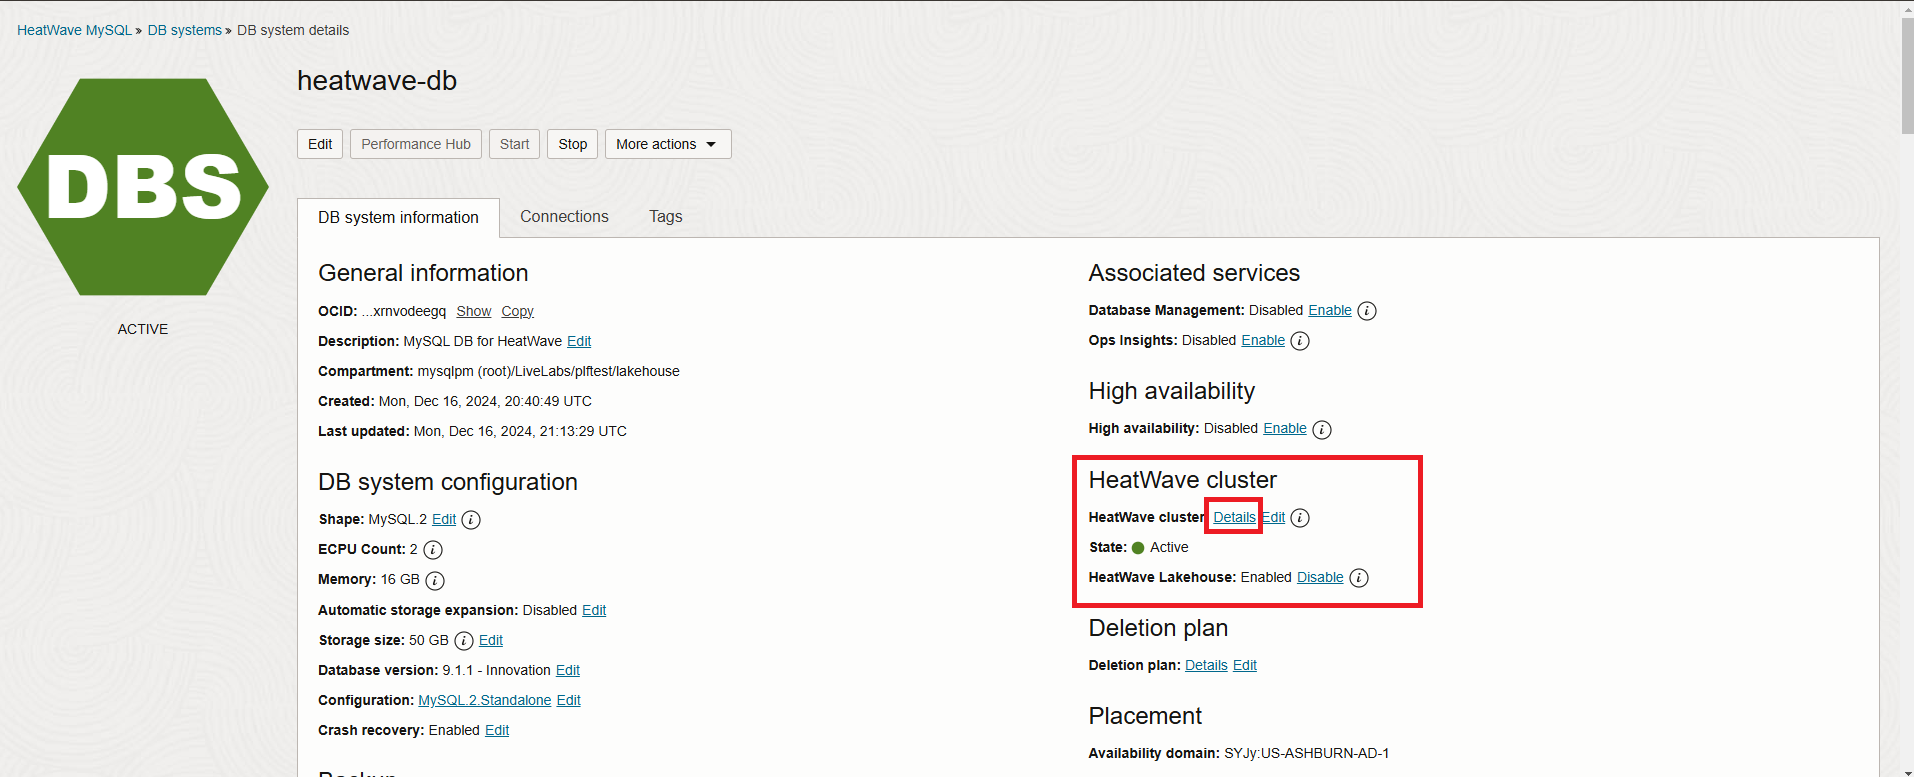 HeatWave MySQL » DB systems » DB system details
DBS
ACTIVE
heatwave-db
Edit Performance Hub Start Stop More actions
DB system information Connections Tags
General information
OCID: ...xrnvodeegq Show Copy
Description: MySQL DB for HeatWave Edit
Compartment: mysqlpm (root)/LiveLabs/plftest/lakehouse
Created: Mon, Dec 16, 2024, 20:40:49 UTC
Last updated: Mon, Dec 16, 2024, 21:13:29 UTC
DB system configuration
Shape: MySQL.2 Edit i
ECPU Count: 2 i
Memory: 16 GB i
Automatic storage expansion: Disabled Edit
Storage size: 50 GB i Edit
Database version: 9.1.1 - Innovation Edit
Configuration: MySQL.2.Standalone Edit
Crash recovery: Enabled Edit
Backup
Associated services
Database Management: Disabled Enable i
Ops Insights: Disabled Enable i
High availability
High availability: Disabled Enable i
HeatWave cluster
HeatWave cluster Details Edit i
State: Active
HeatWave Lakehouse: Enabled Disable i
Deletion plan
Deletion plan: Details Edit
Placement
Availability domain: SYJy:US-ASHBURN-AD-1